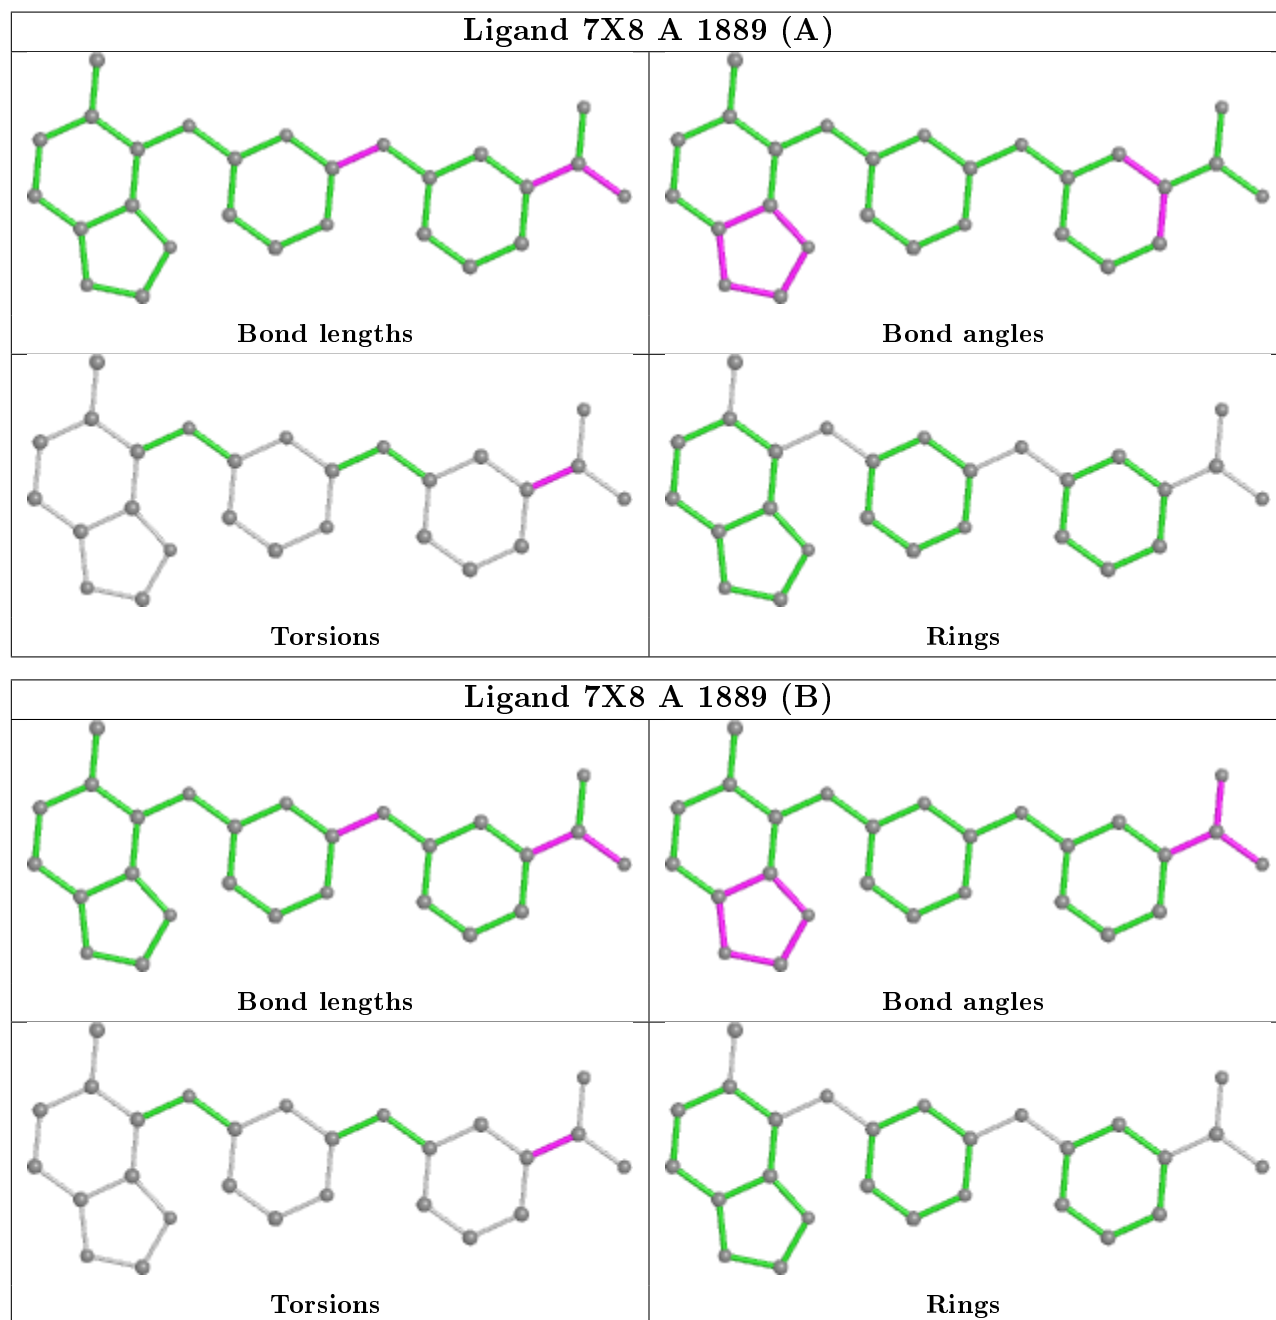 Ligand 7X8 A 1889 (A)
Bond lengths
Bond angles
Torsions
Rings
Ligand 7X8 A 1889 (B)
Bond lengths
Bond angles
Torsions
Rings